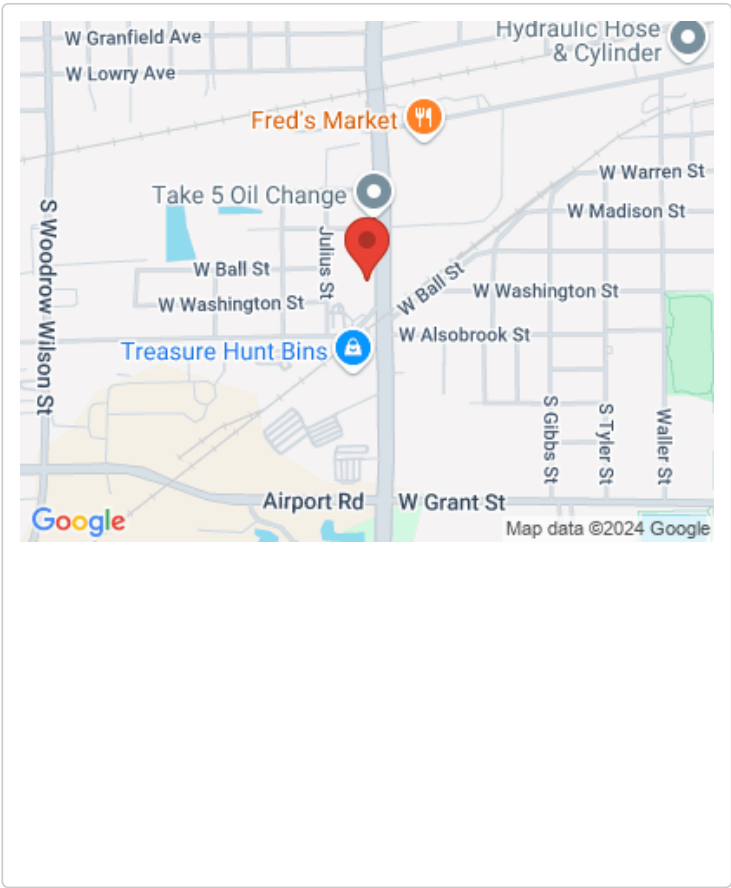 W Granfield Ave
Hydraulic Hose
& Cylinder
W Lowry Ave
Fred's Market
W Warren St
Take 5 Oil Change
W Madison St
S Woodrow Wilson St
Julius St
W Ball St
W Ball St
W Washington St
W Washington St
W Alsobrook St
Treasure Hunt Bins
S Gibbs St
S Tyler St
Waller St
Airport Rd
W Grant St
Google
Map data ©2024 Google